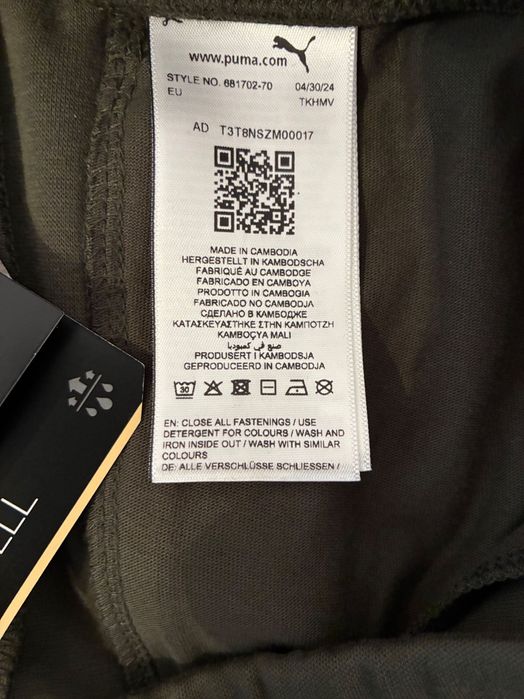 www.puma.com
STYLE NO. 681702-70 04/30/24
EU TKHMV
AD T3T8NSZM00017
MADE IN CAMBODIA
HERGESTELLT IN KAMBODSCHA
FABRIQUÉ AU CAMBODGE
FABRICADO EN CAMBOYA
PRODOTTO IN CAMBOGIA
FABRICADO NO CAMBODJA
СДЕЛАНО В КАМБОДЖЕ
ΚΑΤΑΣΚΕΥΑΣΤΗΚΕ ΣΤΗΝ ΚΑΜΠΟΤΖΗ
KAMBOÇYA MALI
صنع في كمبوديا
PRODUSERT I KAMBODSJA
GEPRODUCEERD IN CAMBODJA
30
EN: CLOSE ALL FASTENINGS / USE
DETERGENT FOR COLOURS / WASH AND
IRON INSIDE OUT / WASH WITH SIMILAR
COLOURS
DE: ALLE VERSCHLÜSSE SCHLIESSEN /